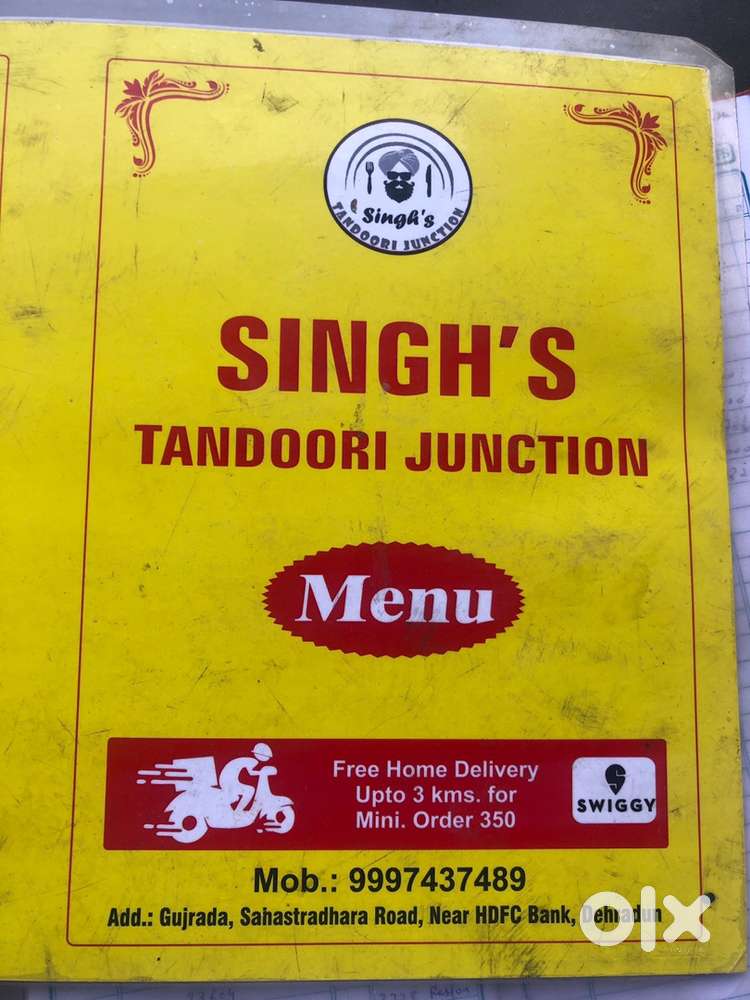 Singh's
TANDOORI JUNCTION
SINGH'S
TANDOORI JUNCTION
Menu
Free Home Delivery
Upto 3 kms. for
Mini. Order 350
SWIGGY
Mob.: 9997437489
Add.: Gujrada, Sahastradhara Road, Near HDFC Bank, Dehradun
olx